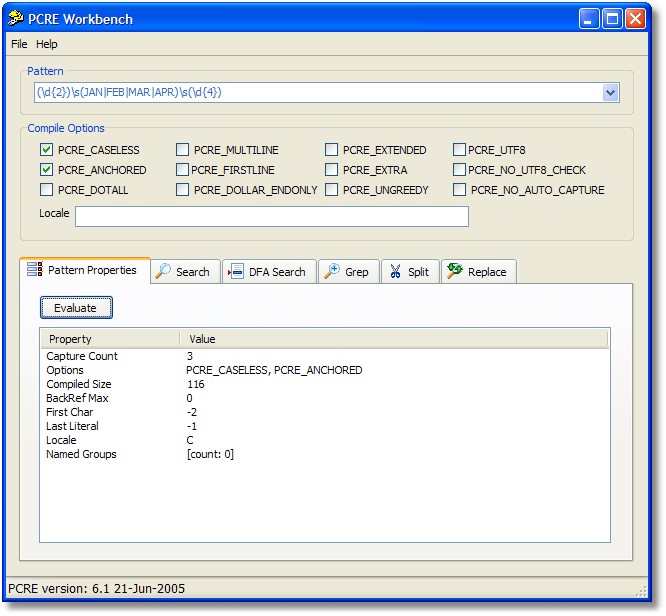 PCRE Workbench
File Help
Pattern
(\d{2})\s(JAN|FEB|MAR|APR)\s(\d{4})
Compile Options
PCRE_CASELESS PCRE_MULTILINE PCRE_EXTENDED PCRE_UTF8
PCRE_ANCHORED PCRE_FIRSTLINE PCRE_EXTRA PCRE_NO_UTF8_CHECK
PCRE_DOTALL PCRE_DOLLAR_ENDONLY PCRE_UNGREEDY PCRE_NO_AUTO_CAPTURE
Locale
Pattern Properties Search DFA Search Grep Split Replace
Evaluate
Property Value
Capture Count 3
Options PCRE_CASELESS, PCRE_ANCHORED
Compiled Size 116
BackRef Max 0
First Char -2
Last Literal -1
Locale C
Named Groups [count: 0]
PCRE version: 6.1 21-Jun-2005